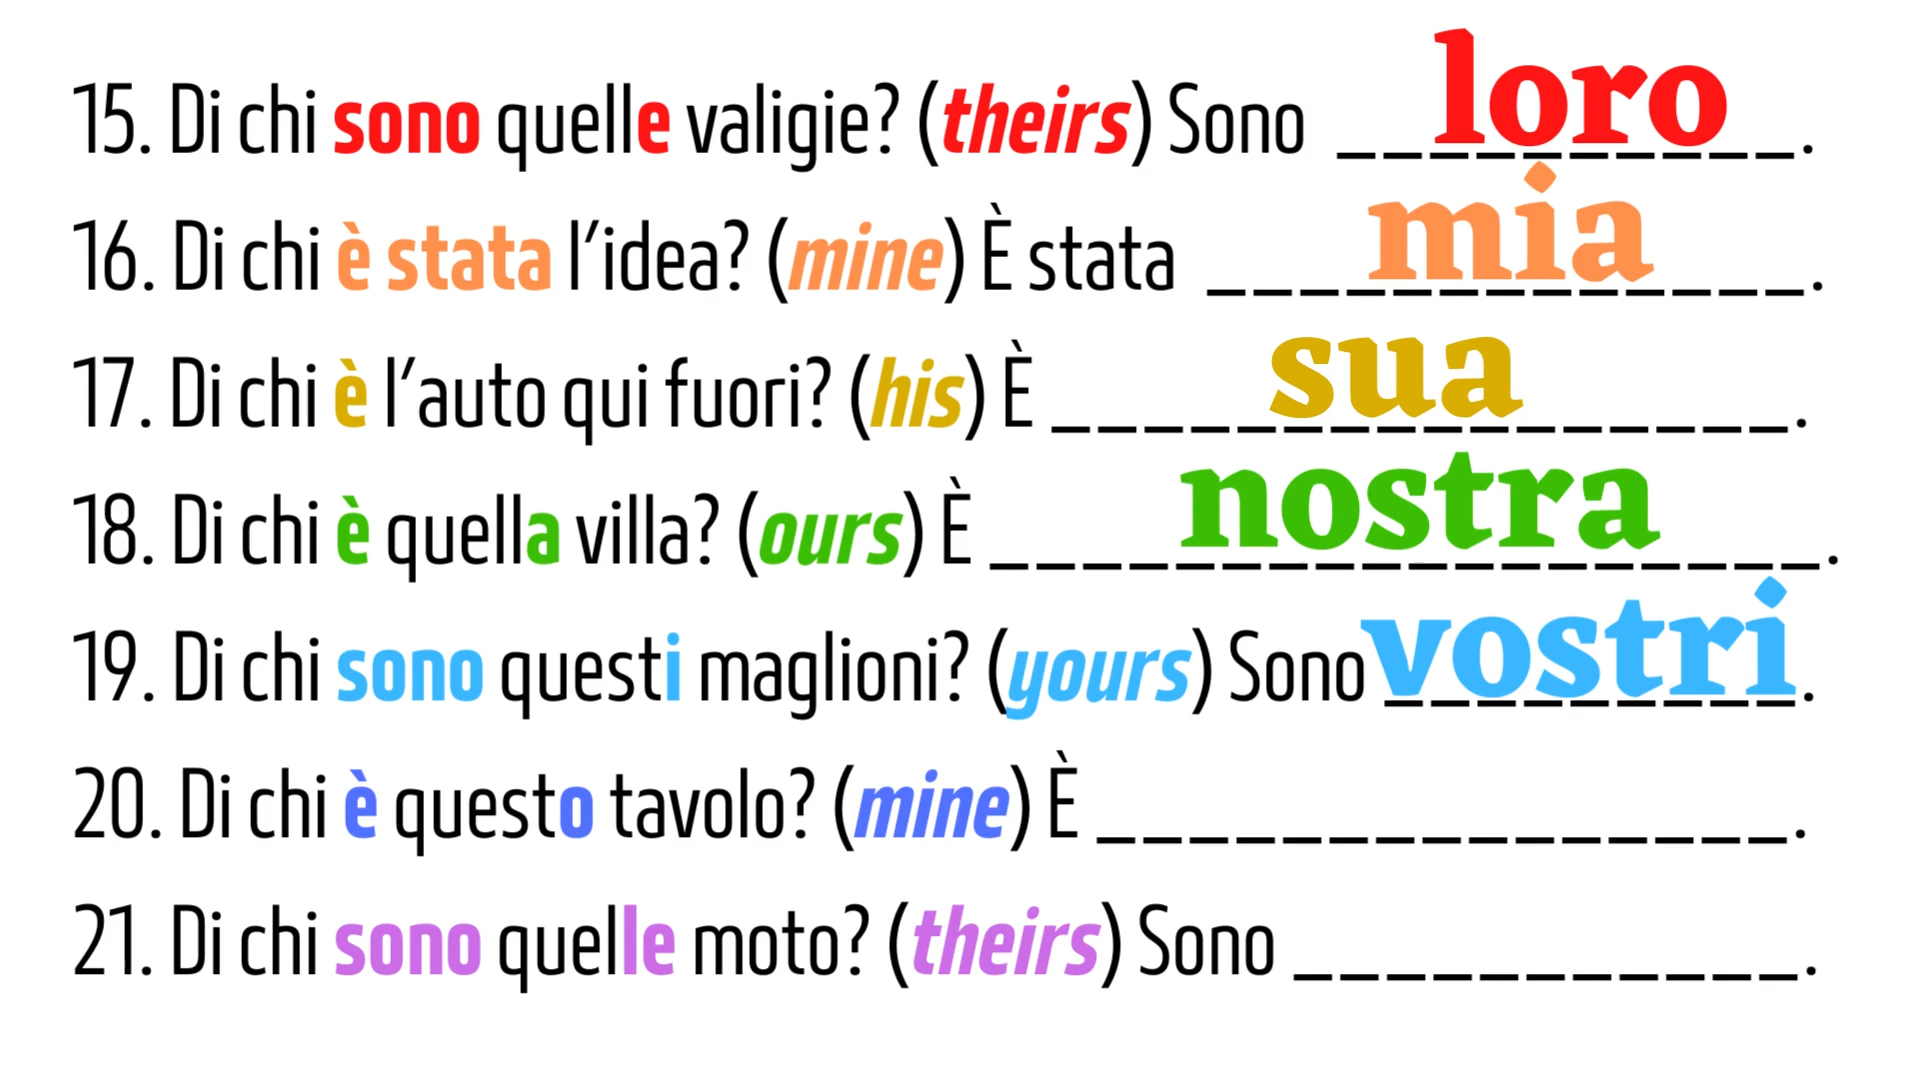 15. Di chi sono quelle valigie? (theirs) Sono loro.
16. Di chi è stata l'idea? (mine) È stata mia.
17. Di chi è l'auto qui fuori? (his) È sua.
18. Di chi è quella villa? (ours) È nostra.
19. Di chi sono questi maglioni? (yours) Sono vostri.
20. Di chi è questo tavolo? (mine) È _______________.
21. Di chi sono quelle moto? (theirs) Sono ___________.